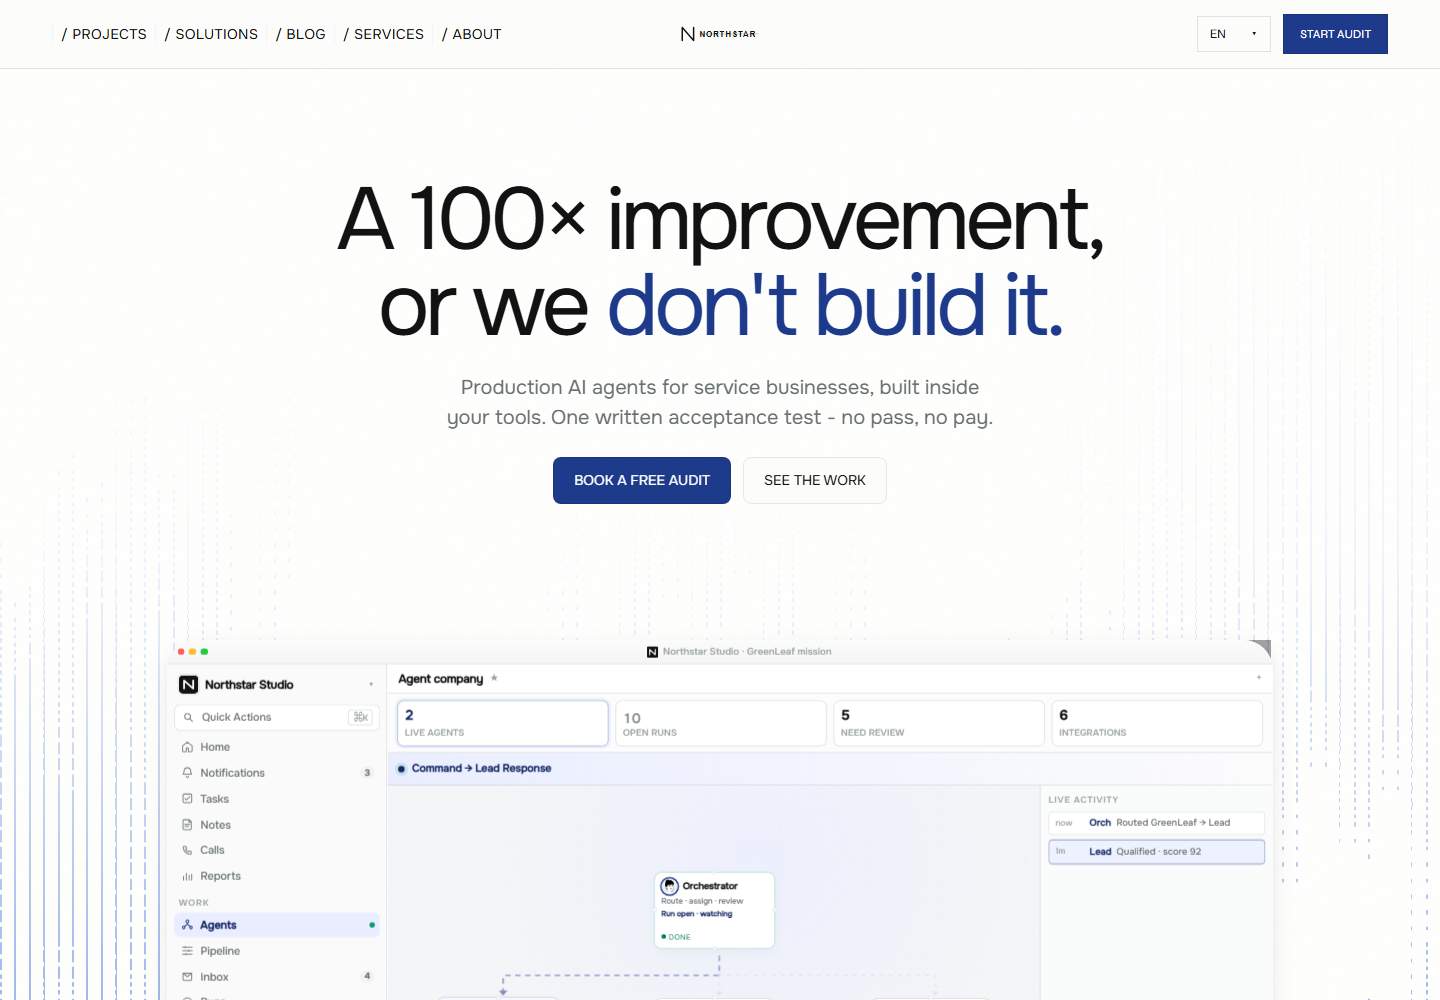 / PROJECTS / SOLUTIONS / BLOG / SERVICES / ABOUT
NORTHSTAR
EN
START AUDIT
A 100× improvement,
or we don't build it.
Production AI agents for service businesses, built inside
your tools. One written acceptance test - no pass, no pay.
BOOK A FREE AUDIT
SEE THE WORK
Northstar Studio · GreenLeaf mission
Northstar Studio
Quick Actions ⌘K
Home
Notifications 3
Tasks
Notes
Calls
Reports
WORK
Agents
Pipeline
Inbox 4
Agent company ★
2
LIVE AGENTS
10
OPEN RUNS
5
NEED REVIEW
6
INTEGRATIONS
Command → Lead Response
Orchestrator
Route · assign · review
Run open · watching
DONE
LIVE ACTIVITY
now Orch Routed GreenLeaf → Lead
1m Lead Qualified · score 92